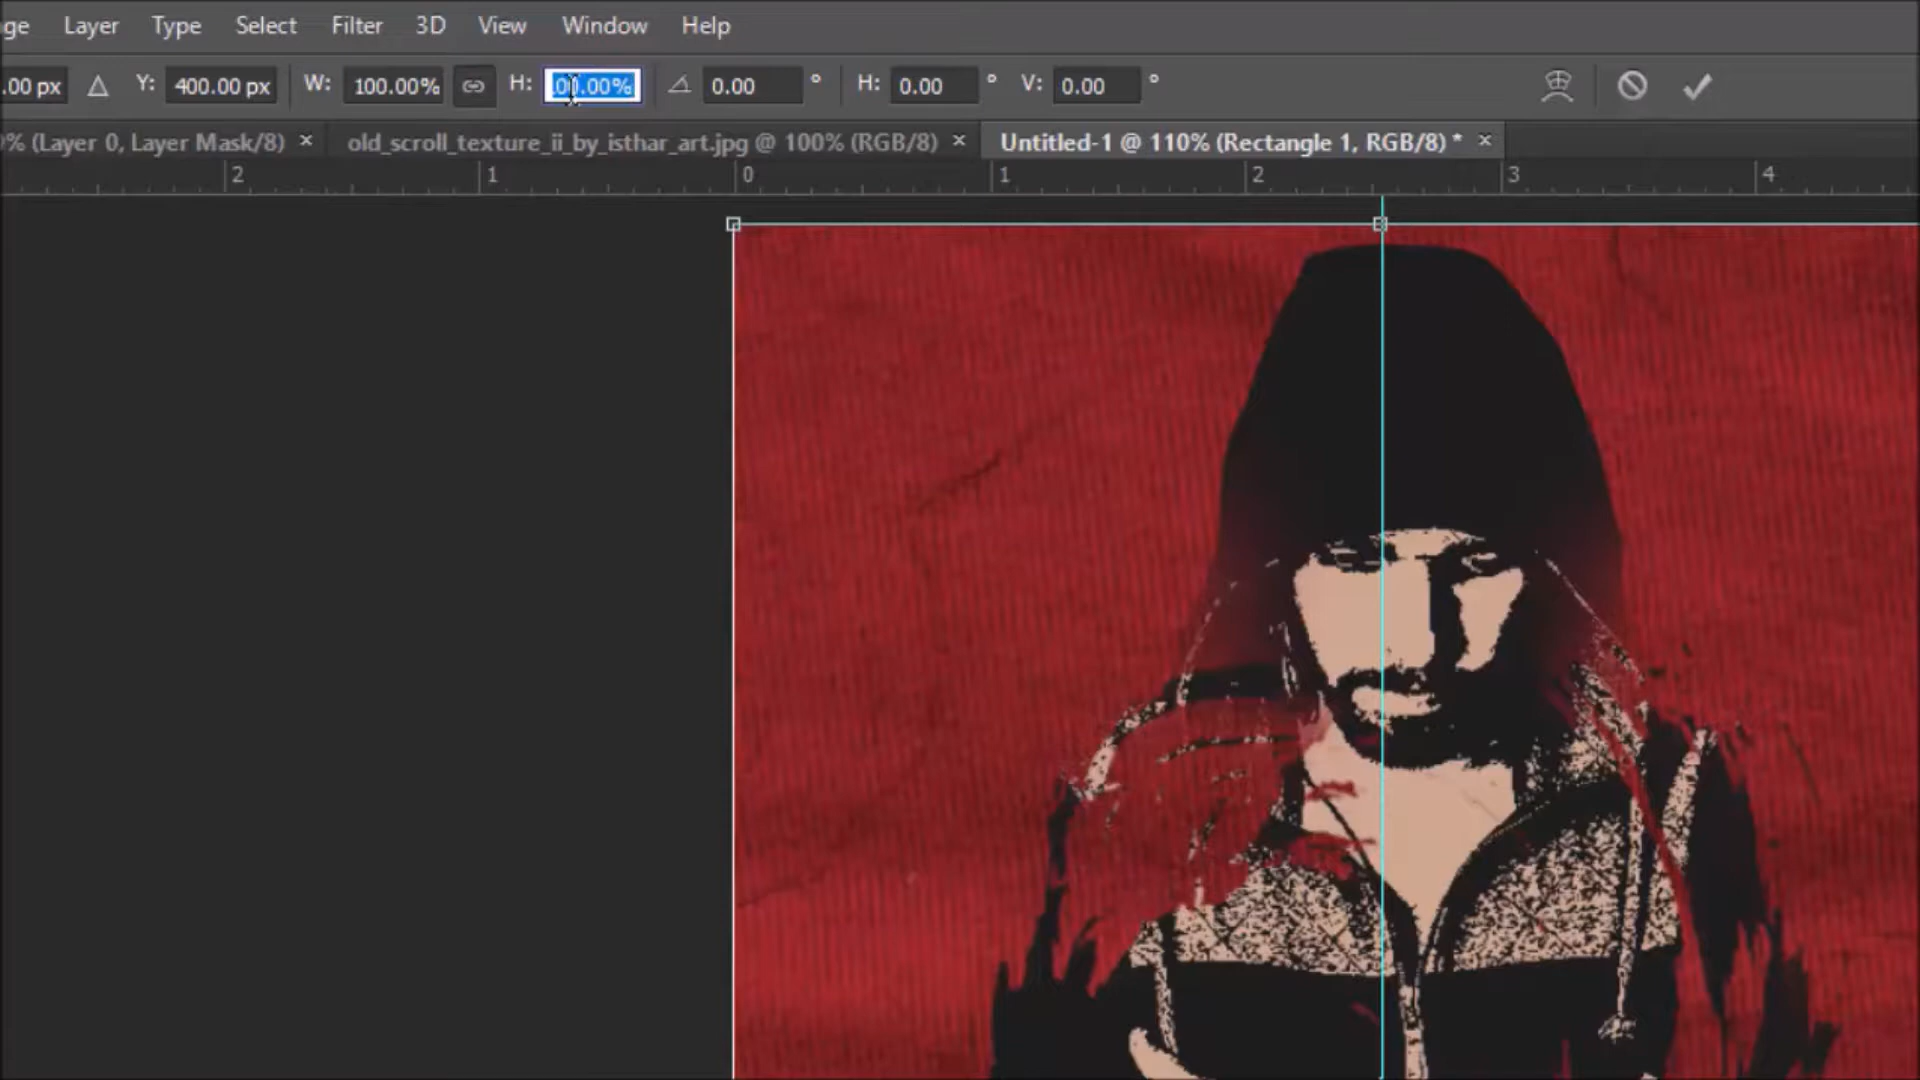 ge Layer Type Select Filter 3D View Window Help
.00 px Y: 400.00 px W: 100.00% H: 00.00% 0.00 ° H: 0.00 ° V: 0.00 °
% (Layer 0, Layer Mask/8) × old_scroll_texture_ii_by_isthar_art.jpg @ 100% (RGB/8) × Untitled-1 @ 110% (Rectangle 1, RGB/8) * ×
2 1 0 1 2 3 4